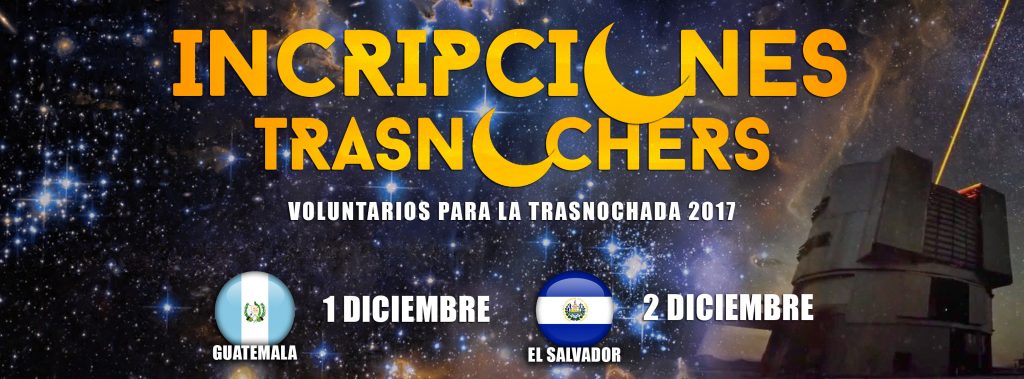 INCRIPCIONES
TRASNOCHERS
VOLUNTARIOS PARA LA TRASNOCHADA 2017
1 DICIEMBRE
2 DICIEMBRE
GUATEMALA
EL SALVADOR